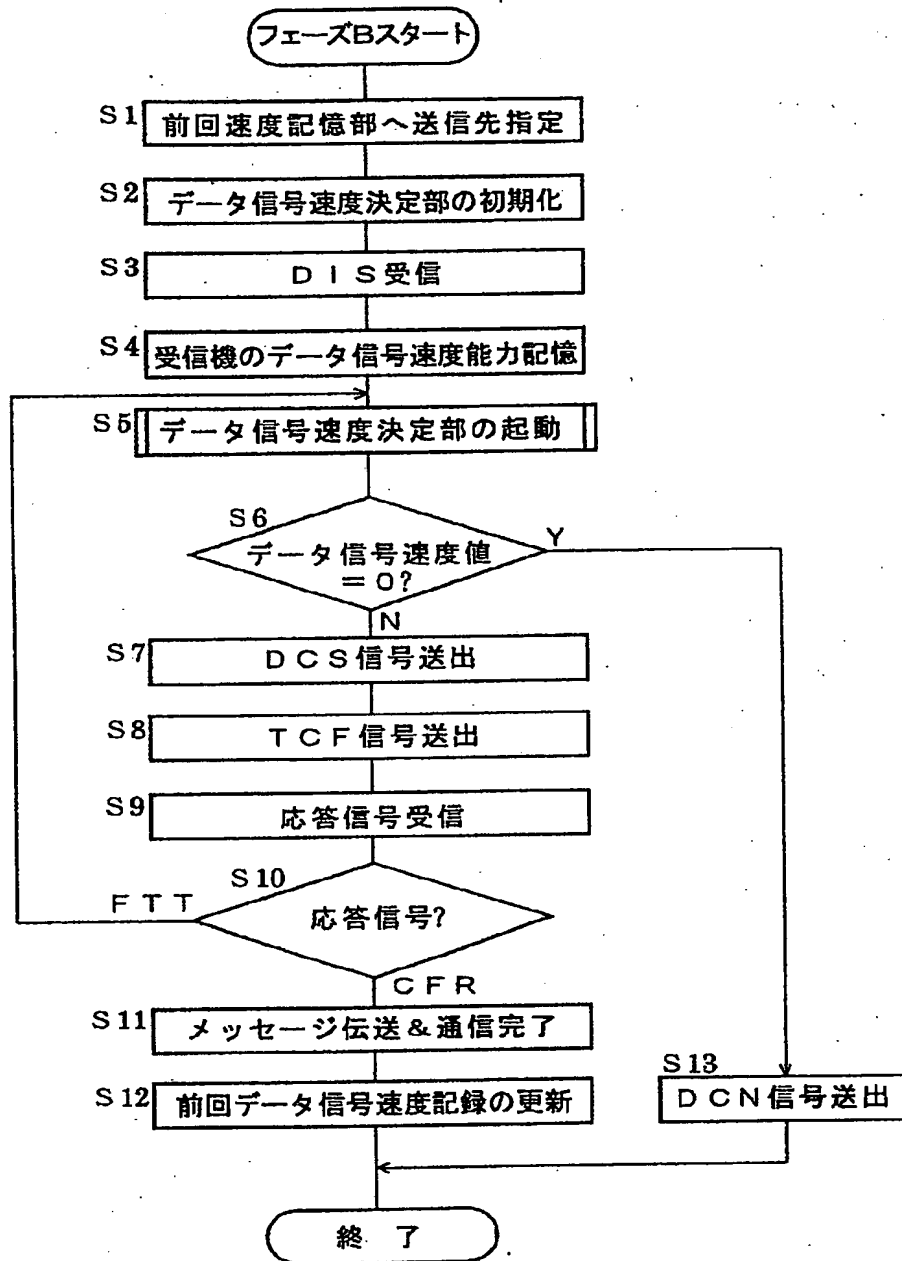 フェーズBスタート
S1 前回速度記憶部へ送信先指定
S2 データ信号速度決定部の初期化
S3 DIS受信
S4 受信機のデータ信号速度能力記憶
S5 データ信号速度決定部の起動
S6
データ信号速度値
=0?
Y
N
S7 DCS信号送出
S8 TCF信号送出
S9 応答信号受信
S10
FTT
応答信号?
CFR
S11 メッセージ伝送&通信完了
S13
S12 前回データ信号速度記録の更新
DCN信号送出
終了